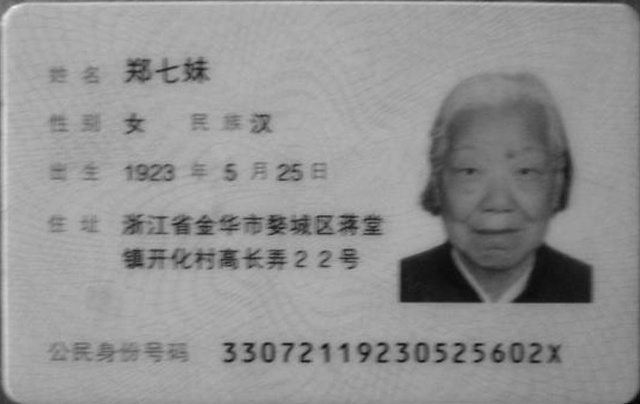 姓名 郑七妹
性别 女 民族 汉
出生 1923 年 5 月 25 日
住址 浙江省金华市婺城区蒋堂
镇开化村高长弄22号
公民身份号码 33072119230525602X